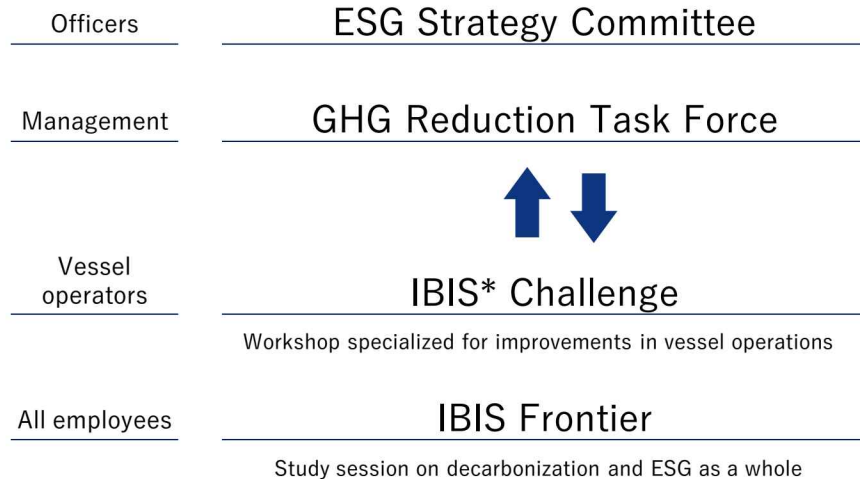 Officers
ESG Strategy Committee
Management
GHG Reduction Task Force
Vessel
operators
IBIS* Challenge
Workshop specialized for improvements in vessel operations
All employees
IBIS Frontier
Study session on decarbonization and ESG as a whole